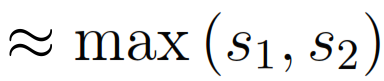 ≈ max (s₁, s₂)